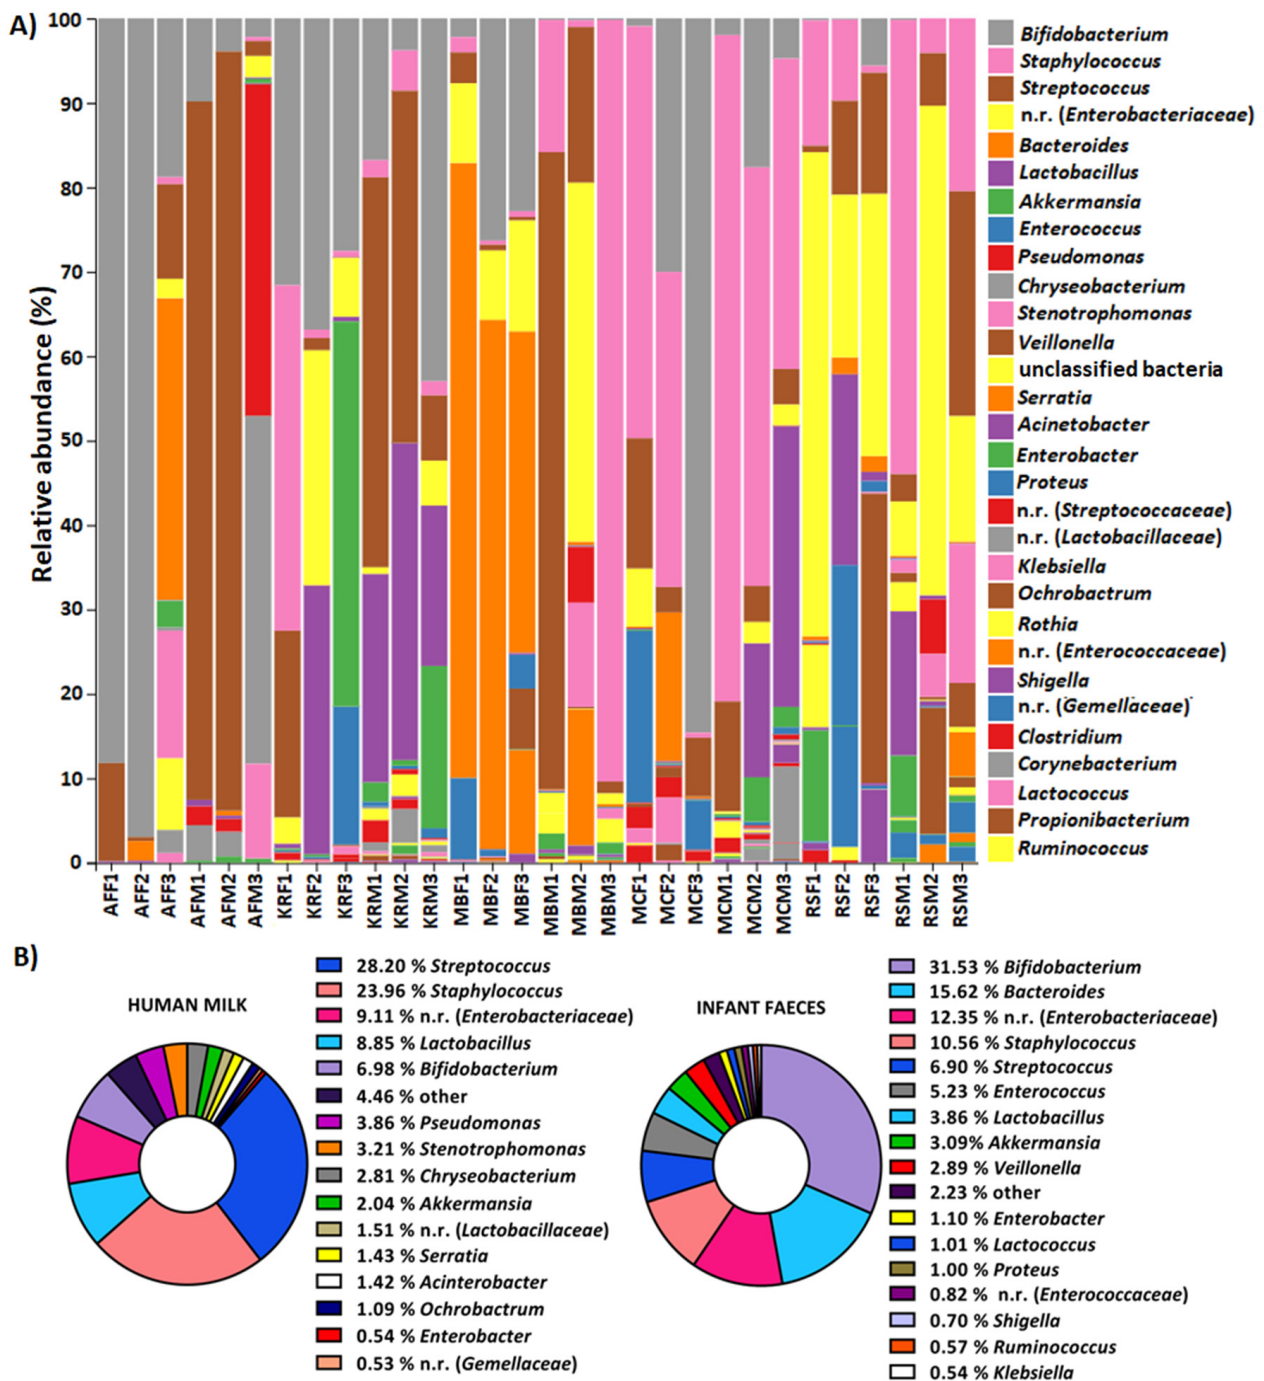 A)
Relative abundance (%)
100
90
80
70
60
50
40
30
20
10
0
AFF1
AFF2
AFF3
AFM1
AFM2
AFM3
KRF1
KRF2
KRF3
KRM1
KRM2
KRM3
MBF1
MBF2
MBF3
MBM1
MBM2
MBM3
MCF1
MCF2
MCF3
MCM1
MCM2
MCM3
RSF1
RSF2
RSF3
RSM1
RSM2
RSM3
Bifidobacterium
Staphylococcus
Streptococcus
n.r. (Enterobacteriaceae)
Bacteroides
Lactobacillus
Akkermansia
Enterococcus
Pseudomonas
Chryseobacterium
Stenotrophomonas
Veillonella
unclassified bacteria
Serratia
Acinetobacter
Enterobacter
Proteus
n.r. (Streptococcaceae)
n.r. (Lactobacillaceae)
Klebsiella
Ochrobactrum
Rothia
n.r. (Enterococcaceae)
Shigella
n.r. (Gemellaceae)
Clostridium
Corynebacterium
Lactococcus
Propionibacterium
Ruminococcus
B)
HUMAN MILK
28.20 % Streptococcus
23.96 % Staphylococcus
9.11 % n.r. (Enterobacteriaceae)
8.85 % Lactobacillus
6.98 % Bifidobacterium
4.46 % other
3.86 % Pseudomonas
3.21 % Stenotrophomonas
2.81 % Chryseobacterium
2.04 % Akkermansia
1.51 % n.r. (Lactobacillaceae)
1.43 % Serratia
1.42 % Acinterobacter
1.09 % Ochrobactrum
0.54 % Enterobacter
0.53 % n.r. (Gemellaceae)
INFANT FAECES
31.53 % Bifidobacterium
15.62 % Bacteroides
12.35 % n.r. (Enterobacteriaceae)
10.56 % Staphylococcus
6.90 % Streptococcus
5.23 % Enterococcus
3.86 % Lactobacillus
3.09% Akkermansia
2.89 % Veillonella
2.23 % other
1.10 % Enterobacter
1.01 % Lactococcus
1.00 % Proteus
0.82 % n.r. (Enterococcaceae)
0.70 % Shigella
0.57 % Ruminococcus
0.54 % Klebsiella